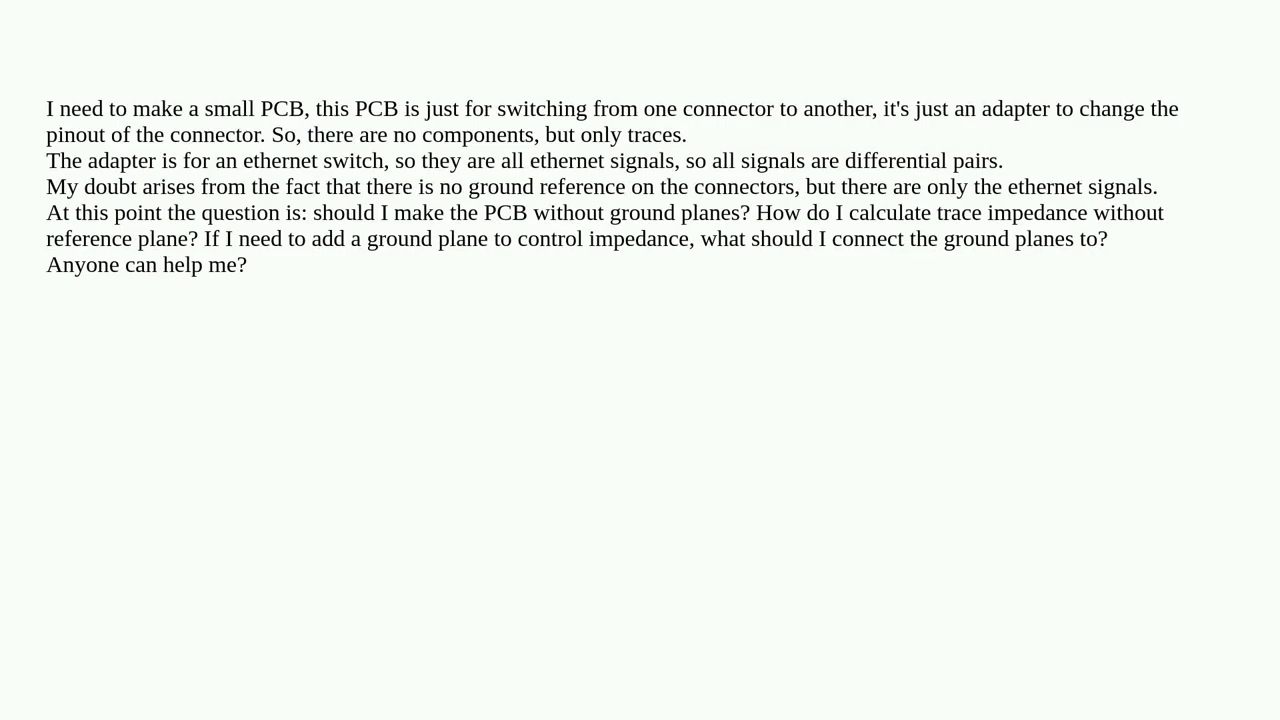 I need to make a small PCB, this PCB is just for switching from one connector to another, it's just an adapter to change the
pinout of the connector. So, there are no components, but only traces.
The adapter is for an ethernet switch, so they are all ethernet signals, so all signals are differential pairs.
My doubt arises from the fact that there is no ground reference on the connectors, but there are only the ethernet signals.
At this point the question is: should I make the PCB without ground planes? How do I calculate trace impedance without
reference plane? If I need to add a ground plane to control impedance, what should I connect the ground planes to?
Anyone can help me?